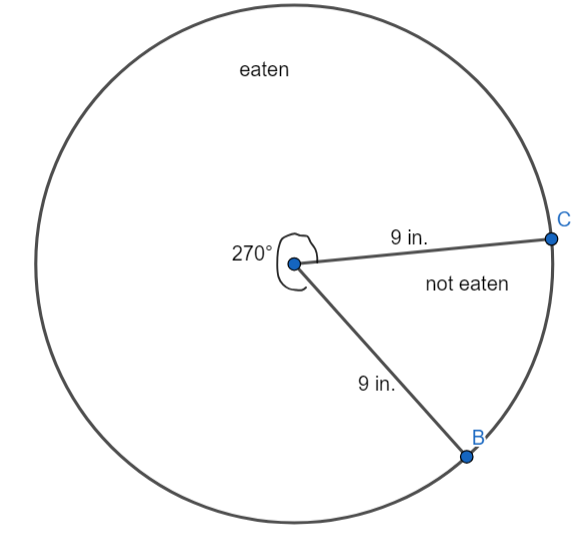 eaten
C
9 in.
270°
not eaten
9 in.
B